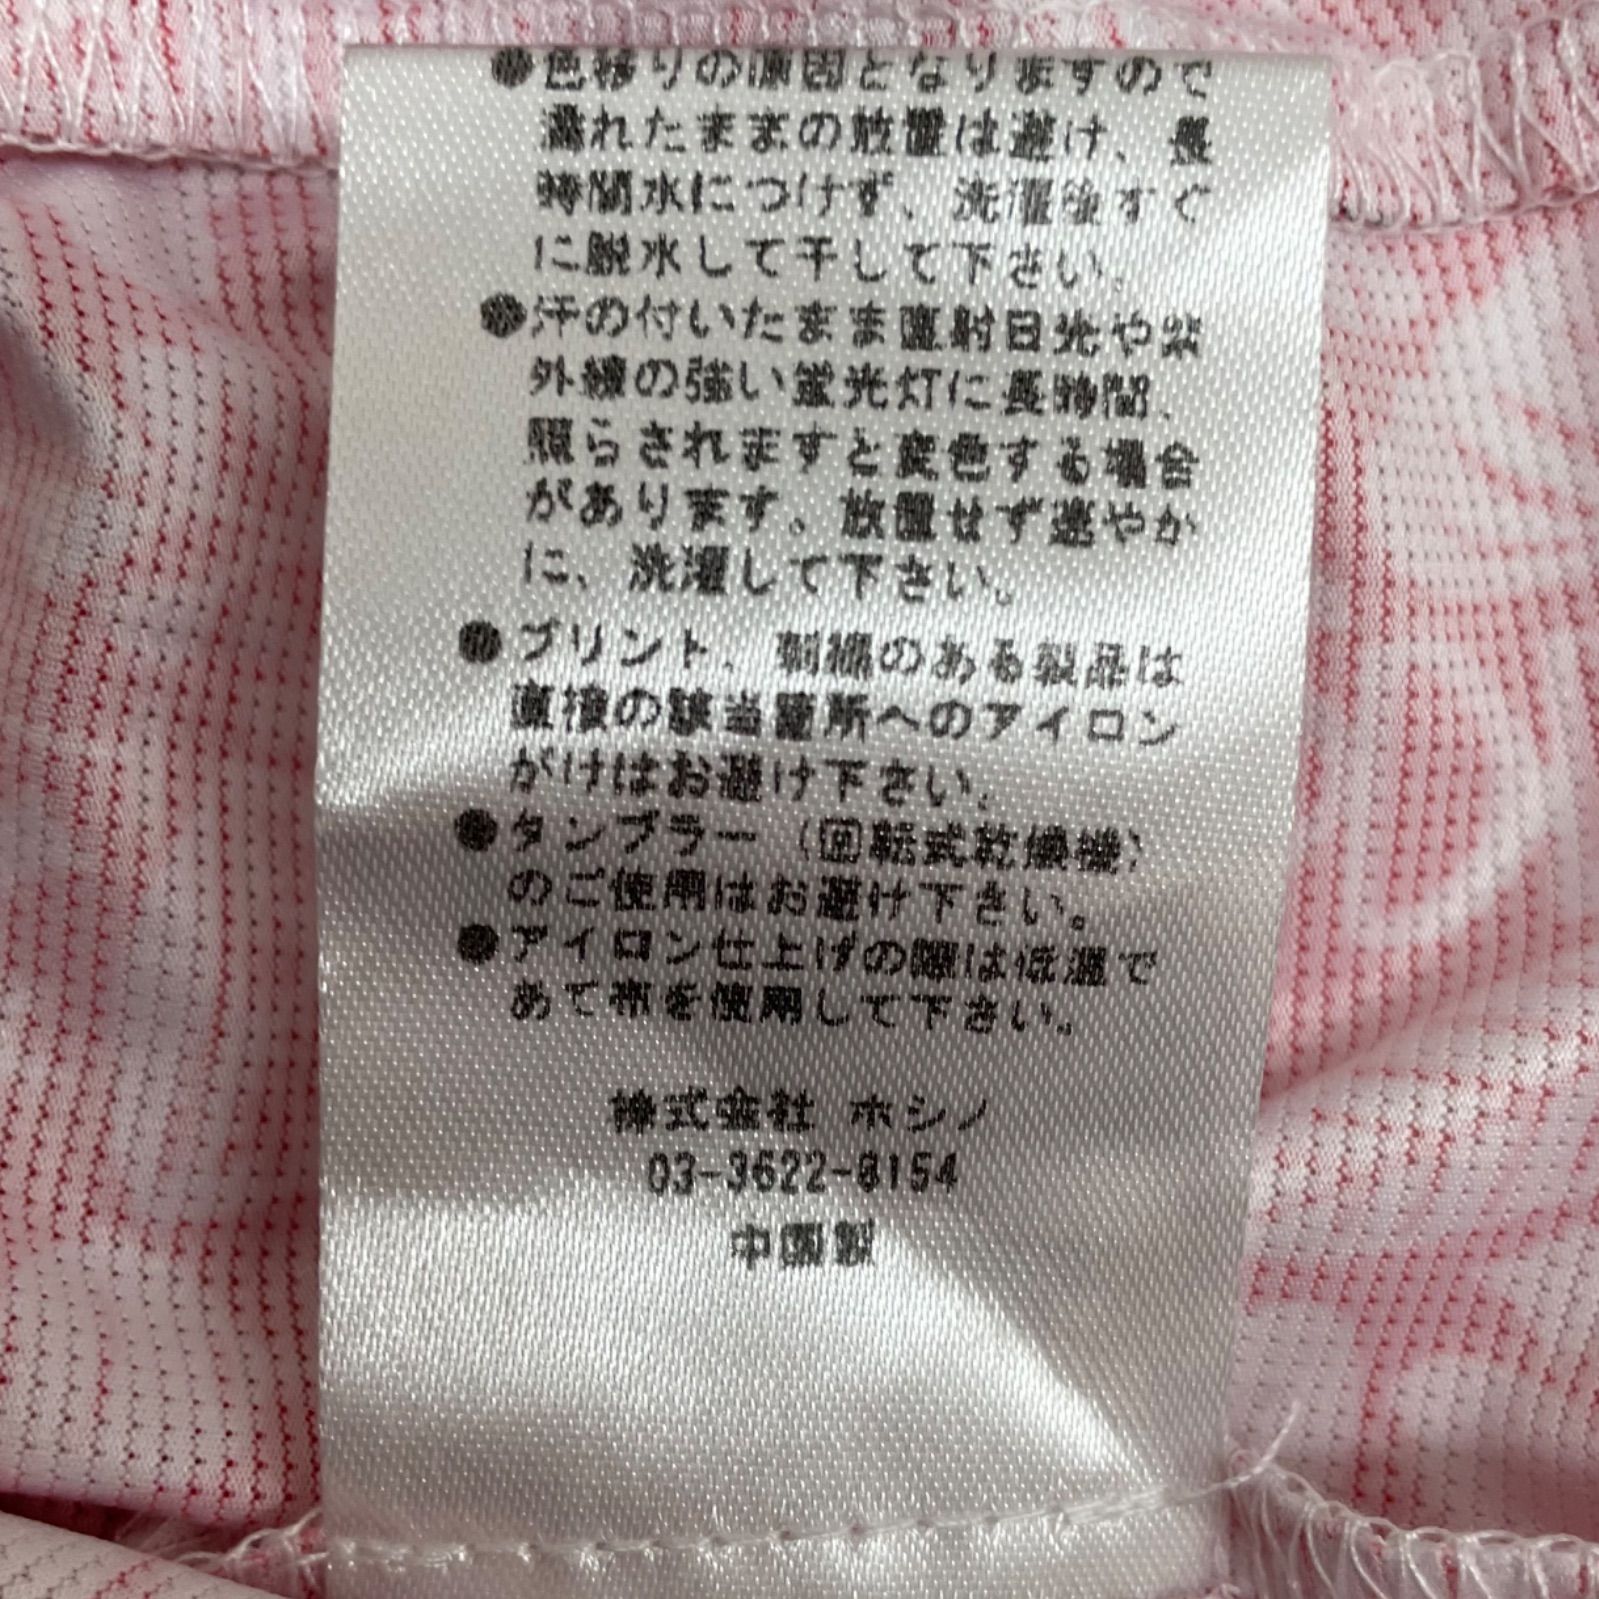 ●色移りの原因となりますので
濡れたままの放置は避け、長
時間水につけず、洗濯後すぐ
に脱水して干して下さい。
●汗の付いたまま直射日光や紫
外線の強い蛍光灯に長時間、
照らされますと変色する場合
があります。放置せず速やか
に、洗濯して下さい。
●プリント、刺繍のある製品は
直接の該当箇所へのアイロン
がけはお避け下さい。
●タンブラー（回転式乾燥機）
のご使用はお避け下さい。
●アイロン仕上げの際は低温で
あて布を使用して下さい。
株式会社 ホシノ
03-3622-8154
中国製